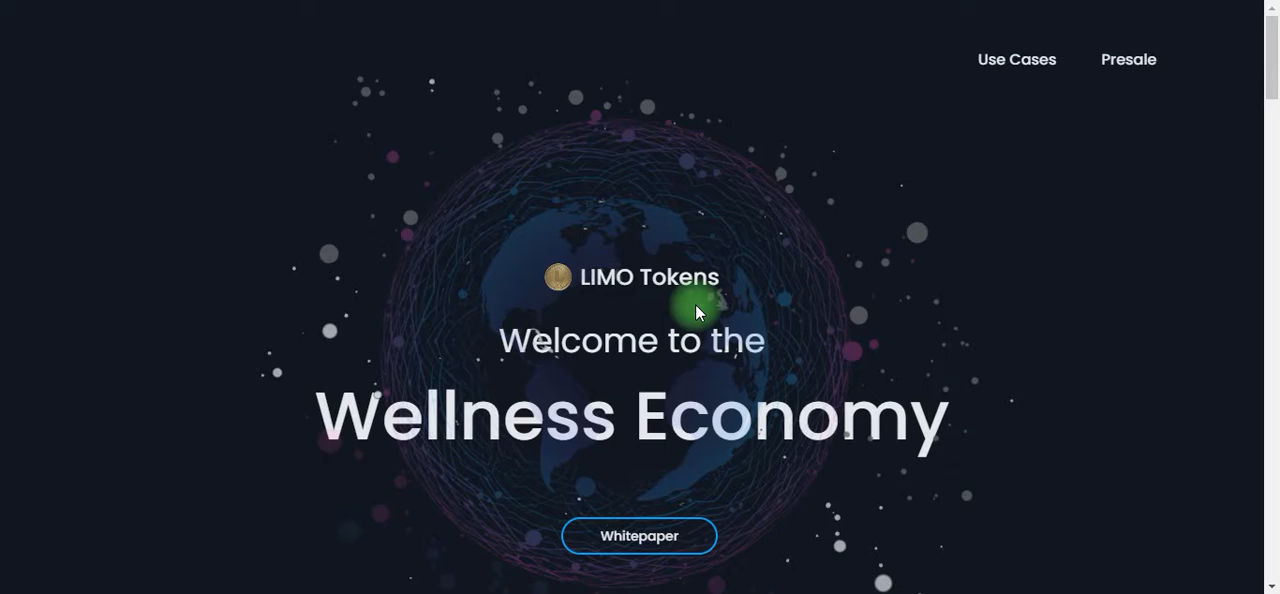 Use Cases Presale
LIMO Tokens
Welcome to the
Wellness Economy
Whitepaper